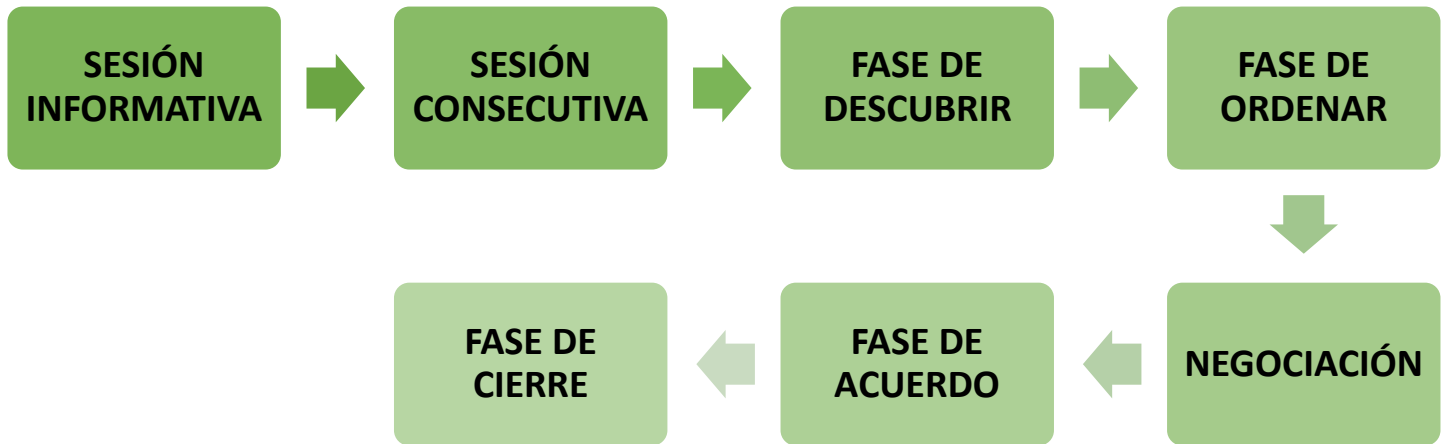 SESIÓN
INFORMATIVA
SESIÓN
CONSECUTIVA
FASE DE
DESCUBRIR
FASE DE
ORDENAR
NEGOCIACIÓN
FASE DE
ACUERDO
FASE DE
CIERRE